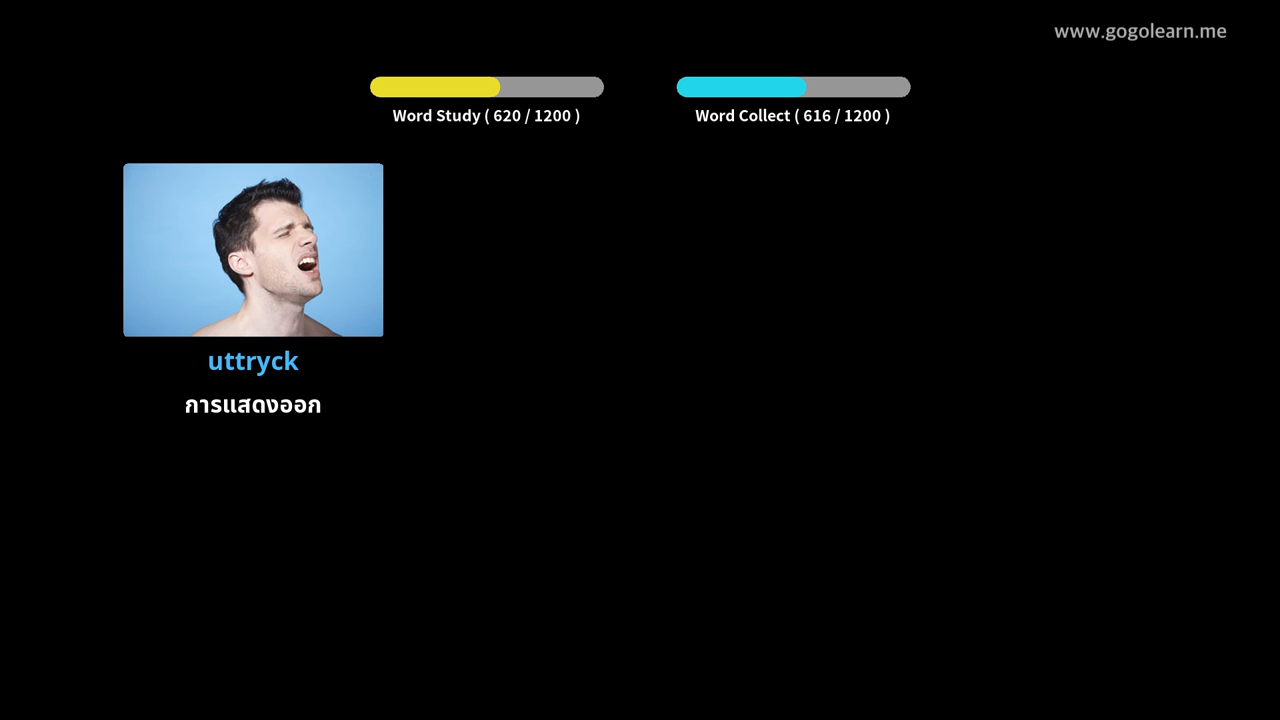 www.gogolearn.me
Word Study ( 620 / 1200 )
Word Collect ( 616 / 1200 )
uttryck
การแสดงออก